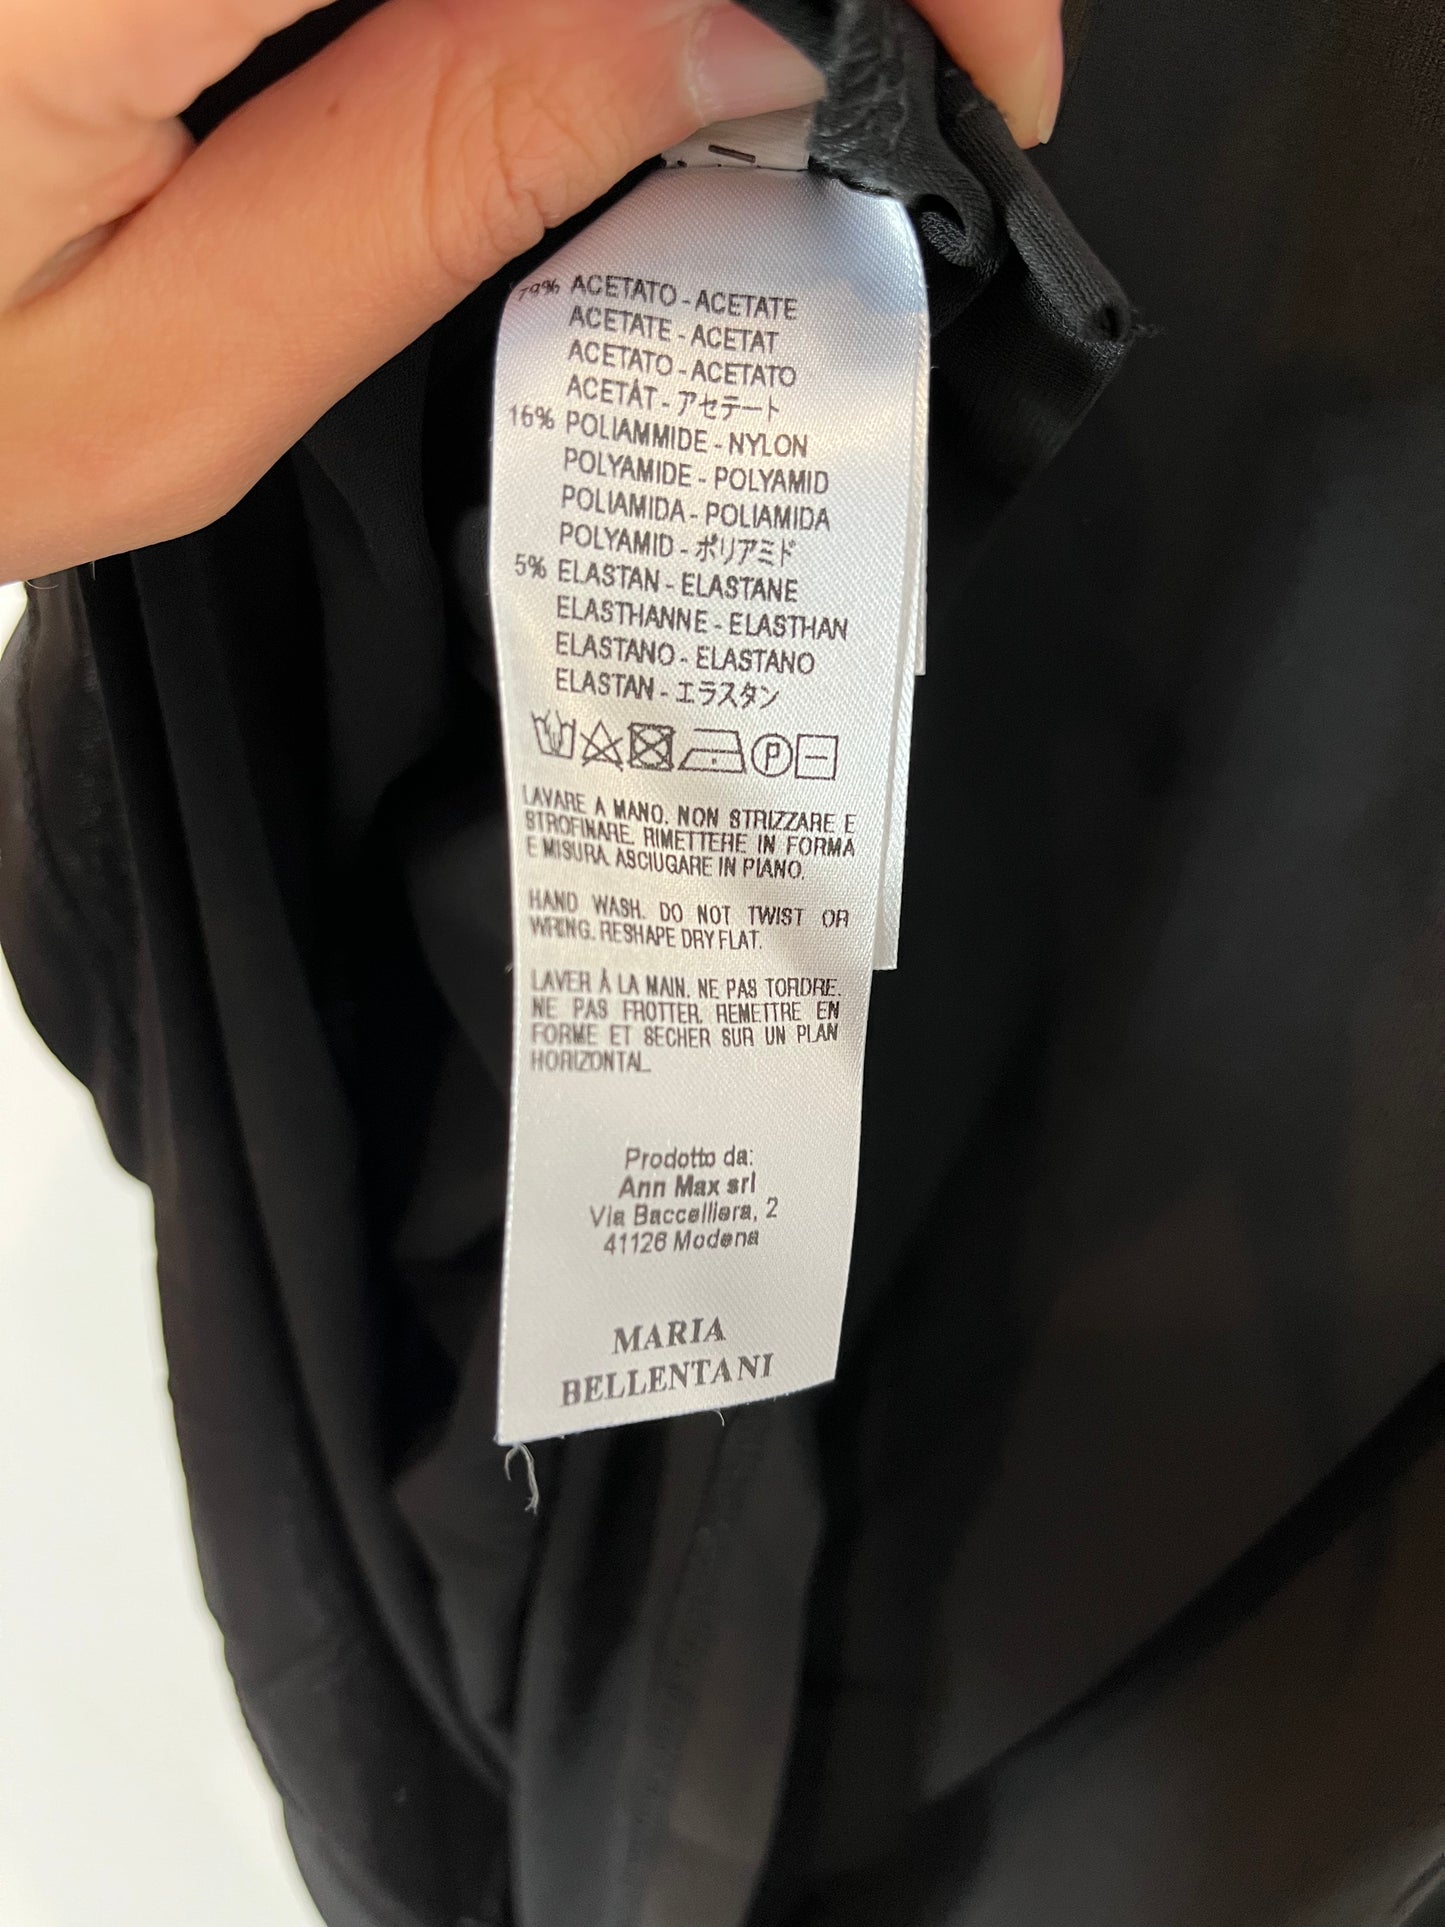 79% ACETATO - ACETATE
ACETATE - ACETAT
ACETATO - ACETATO
ACETÁT - アセテート
16% POLIAMMIDE - NYLON
POLYAMIDE - POLYAMID
POLIAMIDA - POLIAMIDA
POLYAMID - ポリアミド
5% ELASTAN - ELASTANE
ELASTHANNE - ELASTHAN
ELASTANO - ELASTANO
ELASTAN - エラスタン
P
LAVARE A MANO. NON STRIZZARE E
STROFINARE. RIMETTERE IN FORMA
E MISURA. ASCIUGARE IN PIANO.
HAND WASH. DO NOT TWIST OR
WRING. RESHAPE DRY FLAT.
LAVER À LA MAIN. NE PAS TORDRE.
NE PAS FROTTER. REMETTRE EN
FORME ET SECHER SUR UN PLAN
HORIZONTAL.
Prodotto da:
Ann Max srl
Via Baccelliera, 2
41126 Modena
MARIA
BELLENTANI